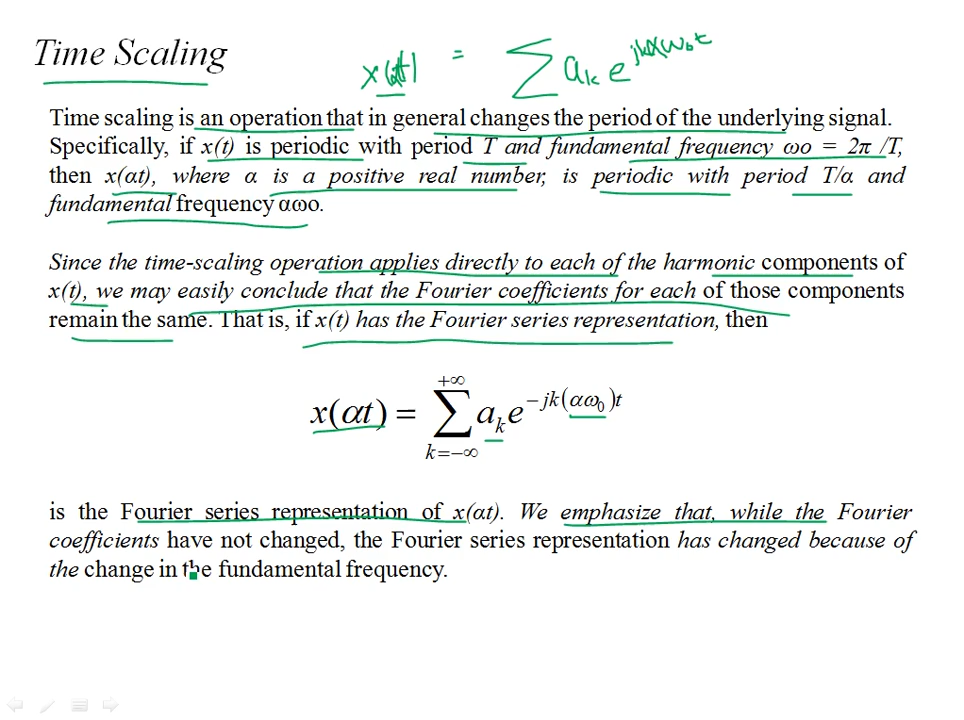 Time Scaling
x(αt) = ∑ aₖ e^jkαω₀t
Time scaling is an operation that in general changes the period of the underlying signal.
Specifically, if x(t) is periodic with period T and fundamental frequency ωo = 2π /T,
then x(αt), where α is a positive real number, is periodic with period T/α and
fundamental frequency αωo.
Since the time-scaling operation applies directly to each of the harmonic components of
x(t), we may easily conclude that the Fourier coefficients for each of those components
remain the same. That is, if x(t) has the Fourier series representation, then
x(αt) = ∑_{k=-∞}^{+∞} aₖ e^{-jk(αω₀)t}
is the Fourier series representation of x(αt). We emphasize that, while the Fourier
coefficients have not changed, the Fourier series representation has changed because of
the change in the fundamental frequency.